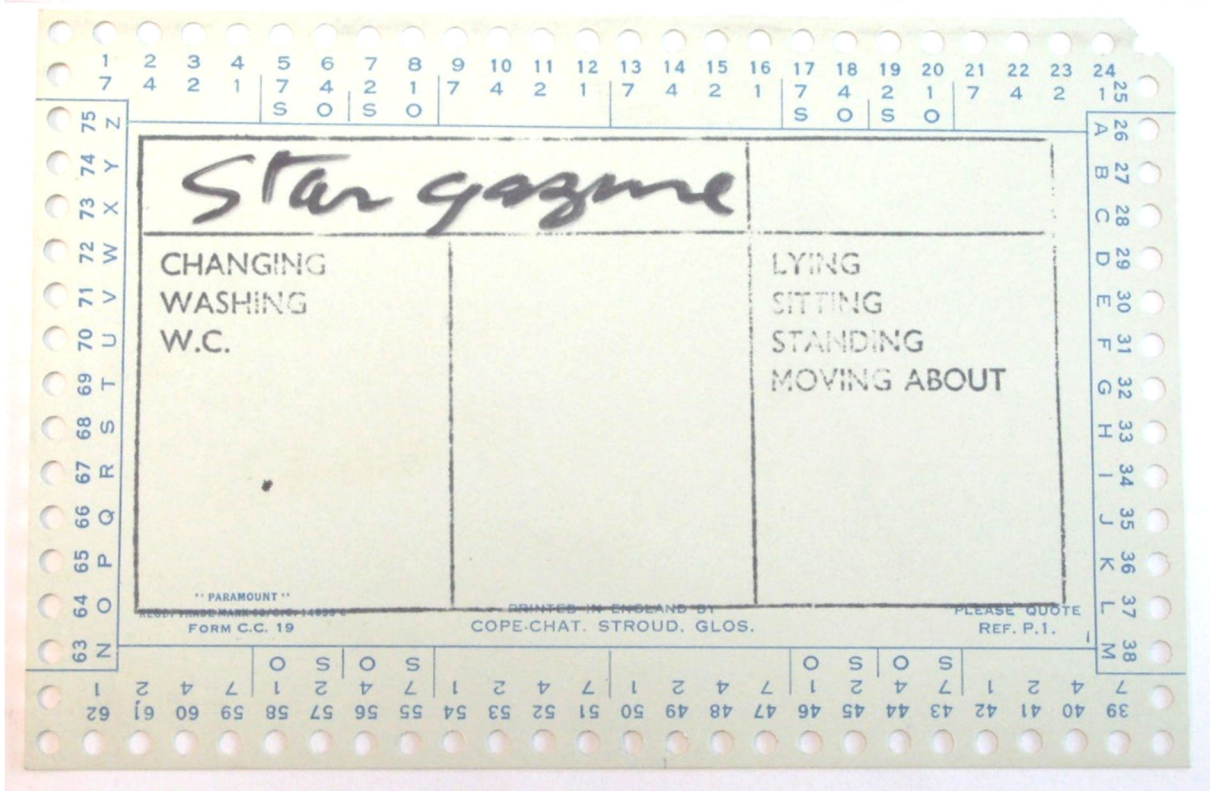 1 2 3 4 5 6 7 8 9 10 11 12 13 14 15 16 17 18 19 20 21 22 23 24 25
7 4 2 1 7 4 2 1 7 4 2 1 7 4 2 1 7 4 2 1 7 4 2 1
S O S O S O S O
Star gazing
CHANGING
WASHING
W.C.
LYING
SITTING
STANDING
MOVING ABOUT
75 Z
74 Y
73 X
72 W
71 V
70 U
69 T
68 S
67 R
66 Q
65 P
64 O
63 N
A 26
B 27
C 28
D 29
E 30
F 31
G 32
H 33
I 34
J 35
K 36
L 37
M 38
"PARAMOUNT"
REGD. TRADE MARK
FORM C.C. 19
PRINTED IN ENGLAND BY
COPE-CHAT. STROUD. GLOS.
PLEASE QUOTE
REF. P.1.
O S O S O S O S
1 2 4 7 1 2 4 7 1 2 4 7 1 2 4 7 1 2 4 7 1 2 4 7
62 61 60 59 58 57 56 55 54 53 52 51 50 49 48 47 46 45 44 43 42 41 40 39